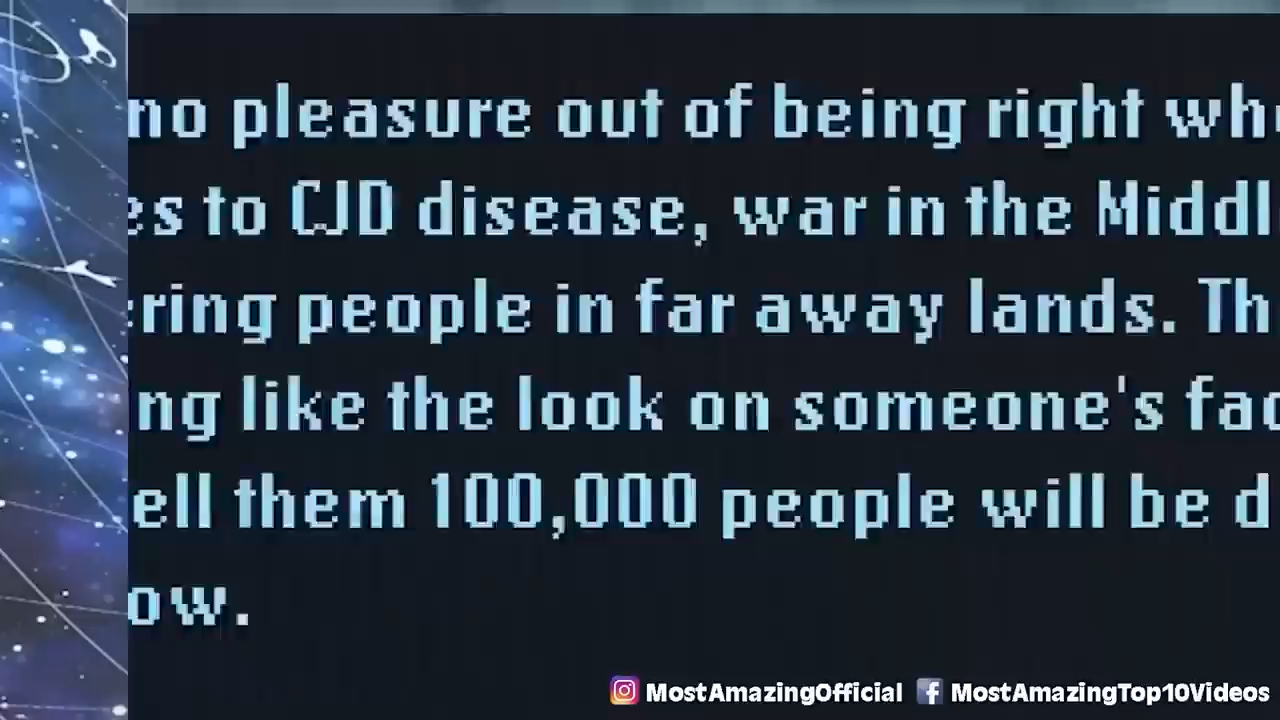 no pleasure out of being right wh
es to CJD disease, war in the Middl
ring people in far away lands. Th
ng like the look on someone's fac
ell them 100,000 people will be d
ow.
MostAmazingOfficial MostAmazingTop10Videos